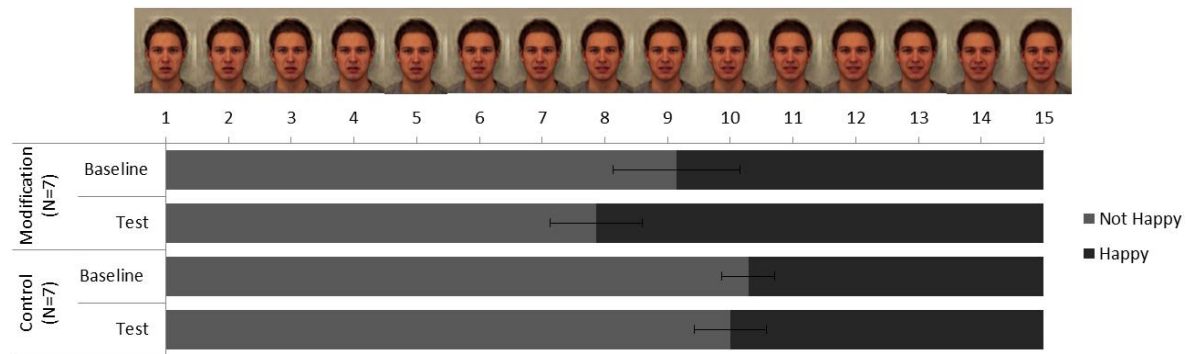 1 2 3 4 5 6 7 8 9 10 11 12 13 14 15
Modification
(N=7)
Baseline
Test
Control
(N=7)
Baseline
Test
Not Happy
Happy